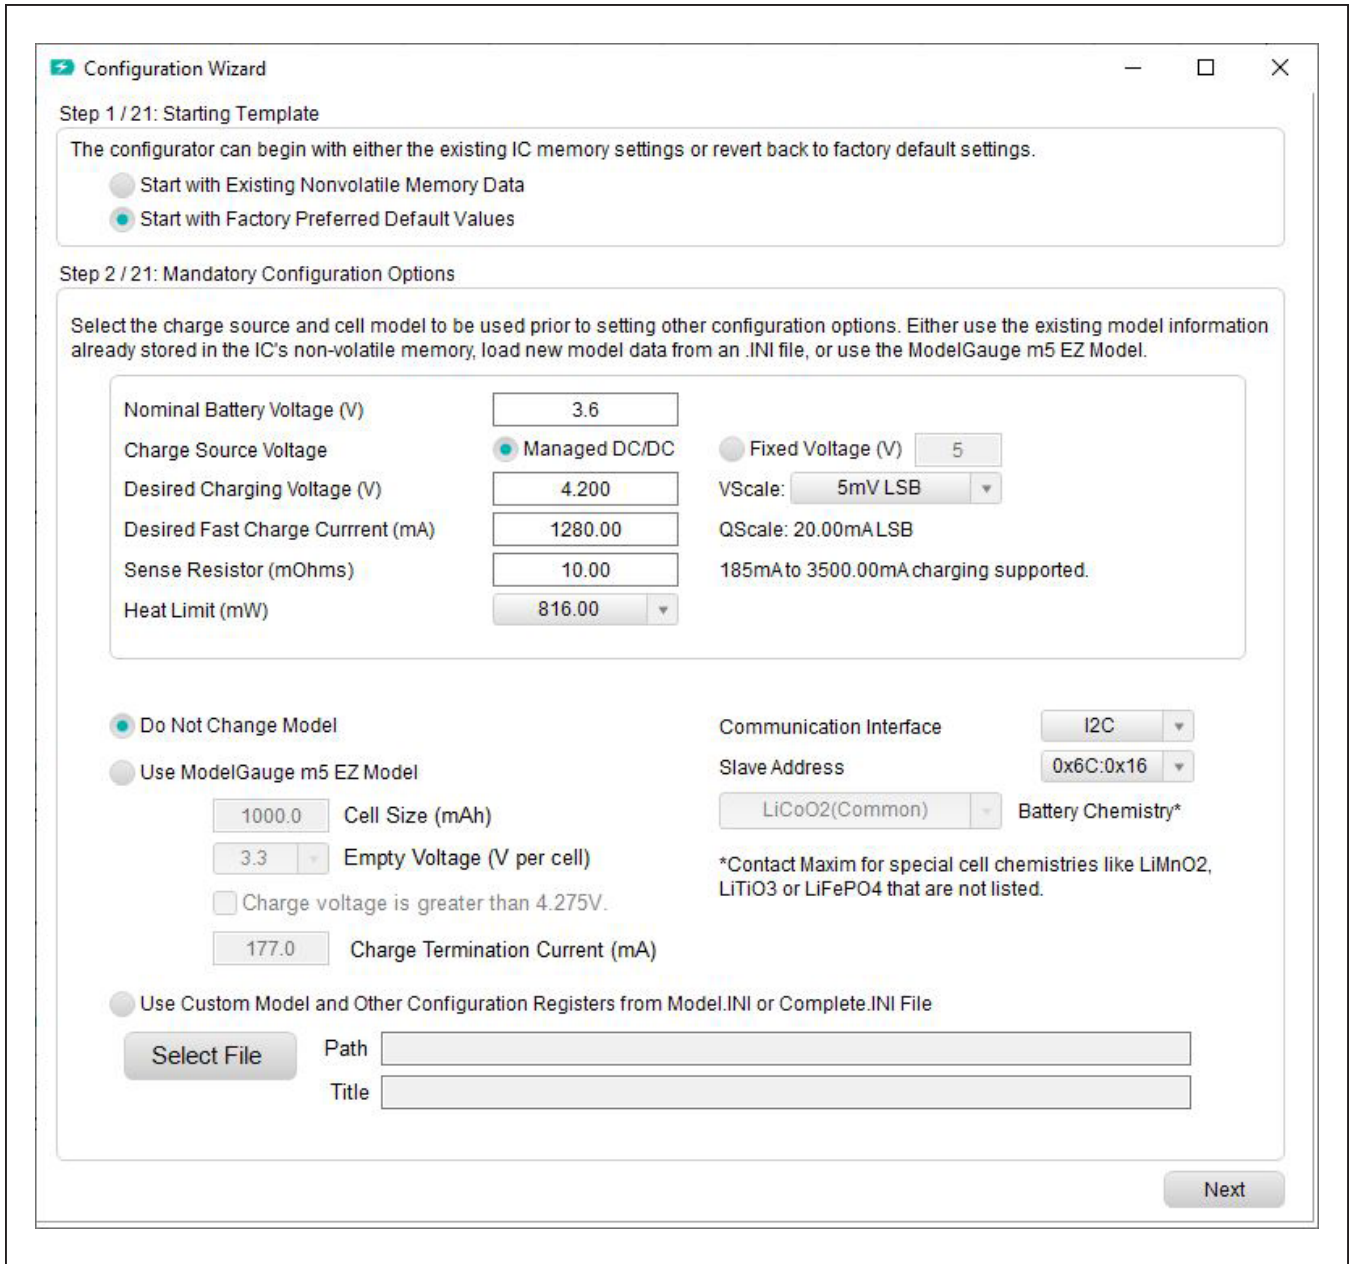 Configuration Wizard
Step 1 / 21: Starting Template
The configurator can begin with either the existing IC memory settings or revert back to factory default settings.
Start with Existing Nonvolatile Memory Data
Start with Factory Preferred Default Values
Step 2 / 21: Mandatory Configuration Options
Select the charge source and cell model to be used prior to setting other configuration options. Either use the existing model information
already stored in the IC's non-volatile memory, load new model data from an .INI file, or use the ModelGauge m5 EZ Model.
Nominal Battery Voltage (V) 3.6
Charge Source Voltage Managed DC/DC Fixed Voltage (V) 5
Desired Charging Voltage (V) 4.200 VScale: 5mV LSB
Desired Fast Charge Currrent (mA) 1280.00 QScale: 20.00mA LSB
Sense Resistor (mOhms) 10.00 185mA to 3500.00mA charging supported.
Heat Limit (mW) 816.00
Do Not Change Model Communication Interface I2C
Use ModelGauge m5 EZ Model Slave Address 0x6C:0x16
1000.0 Cell Size (mAh) LiCoO2(Common) Battery Chemistry*
3.3 Empty Voltage (V per cell) *Contact Maxim for special cell chemistries like LiMnO2,
LiTiO3 or LiFePO4 that are not listed.
Charge voltage is greater than 4.275V.
177.0 Charge Termination Current (mA)
Use Custom Model and Other Configuration Registers from Model.INI or Complete.INI File
Select File Path
Title
Next